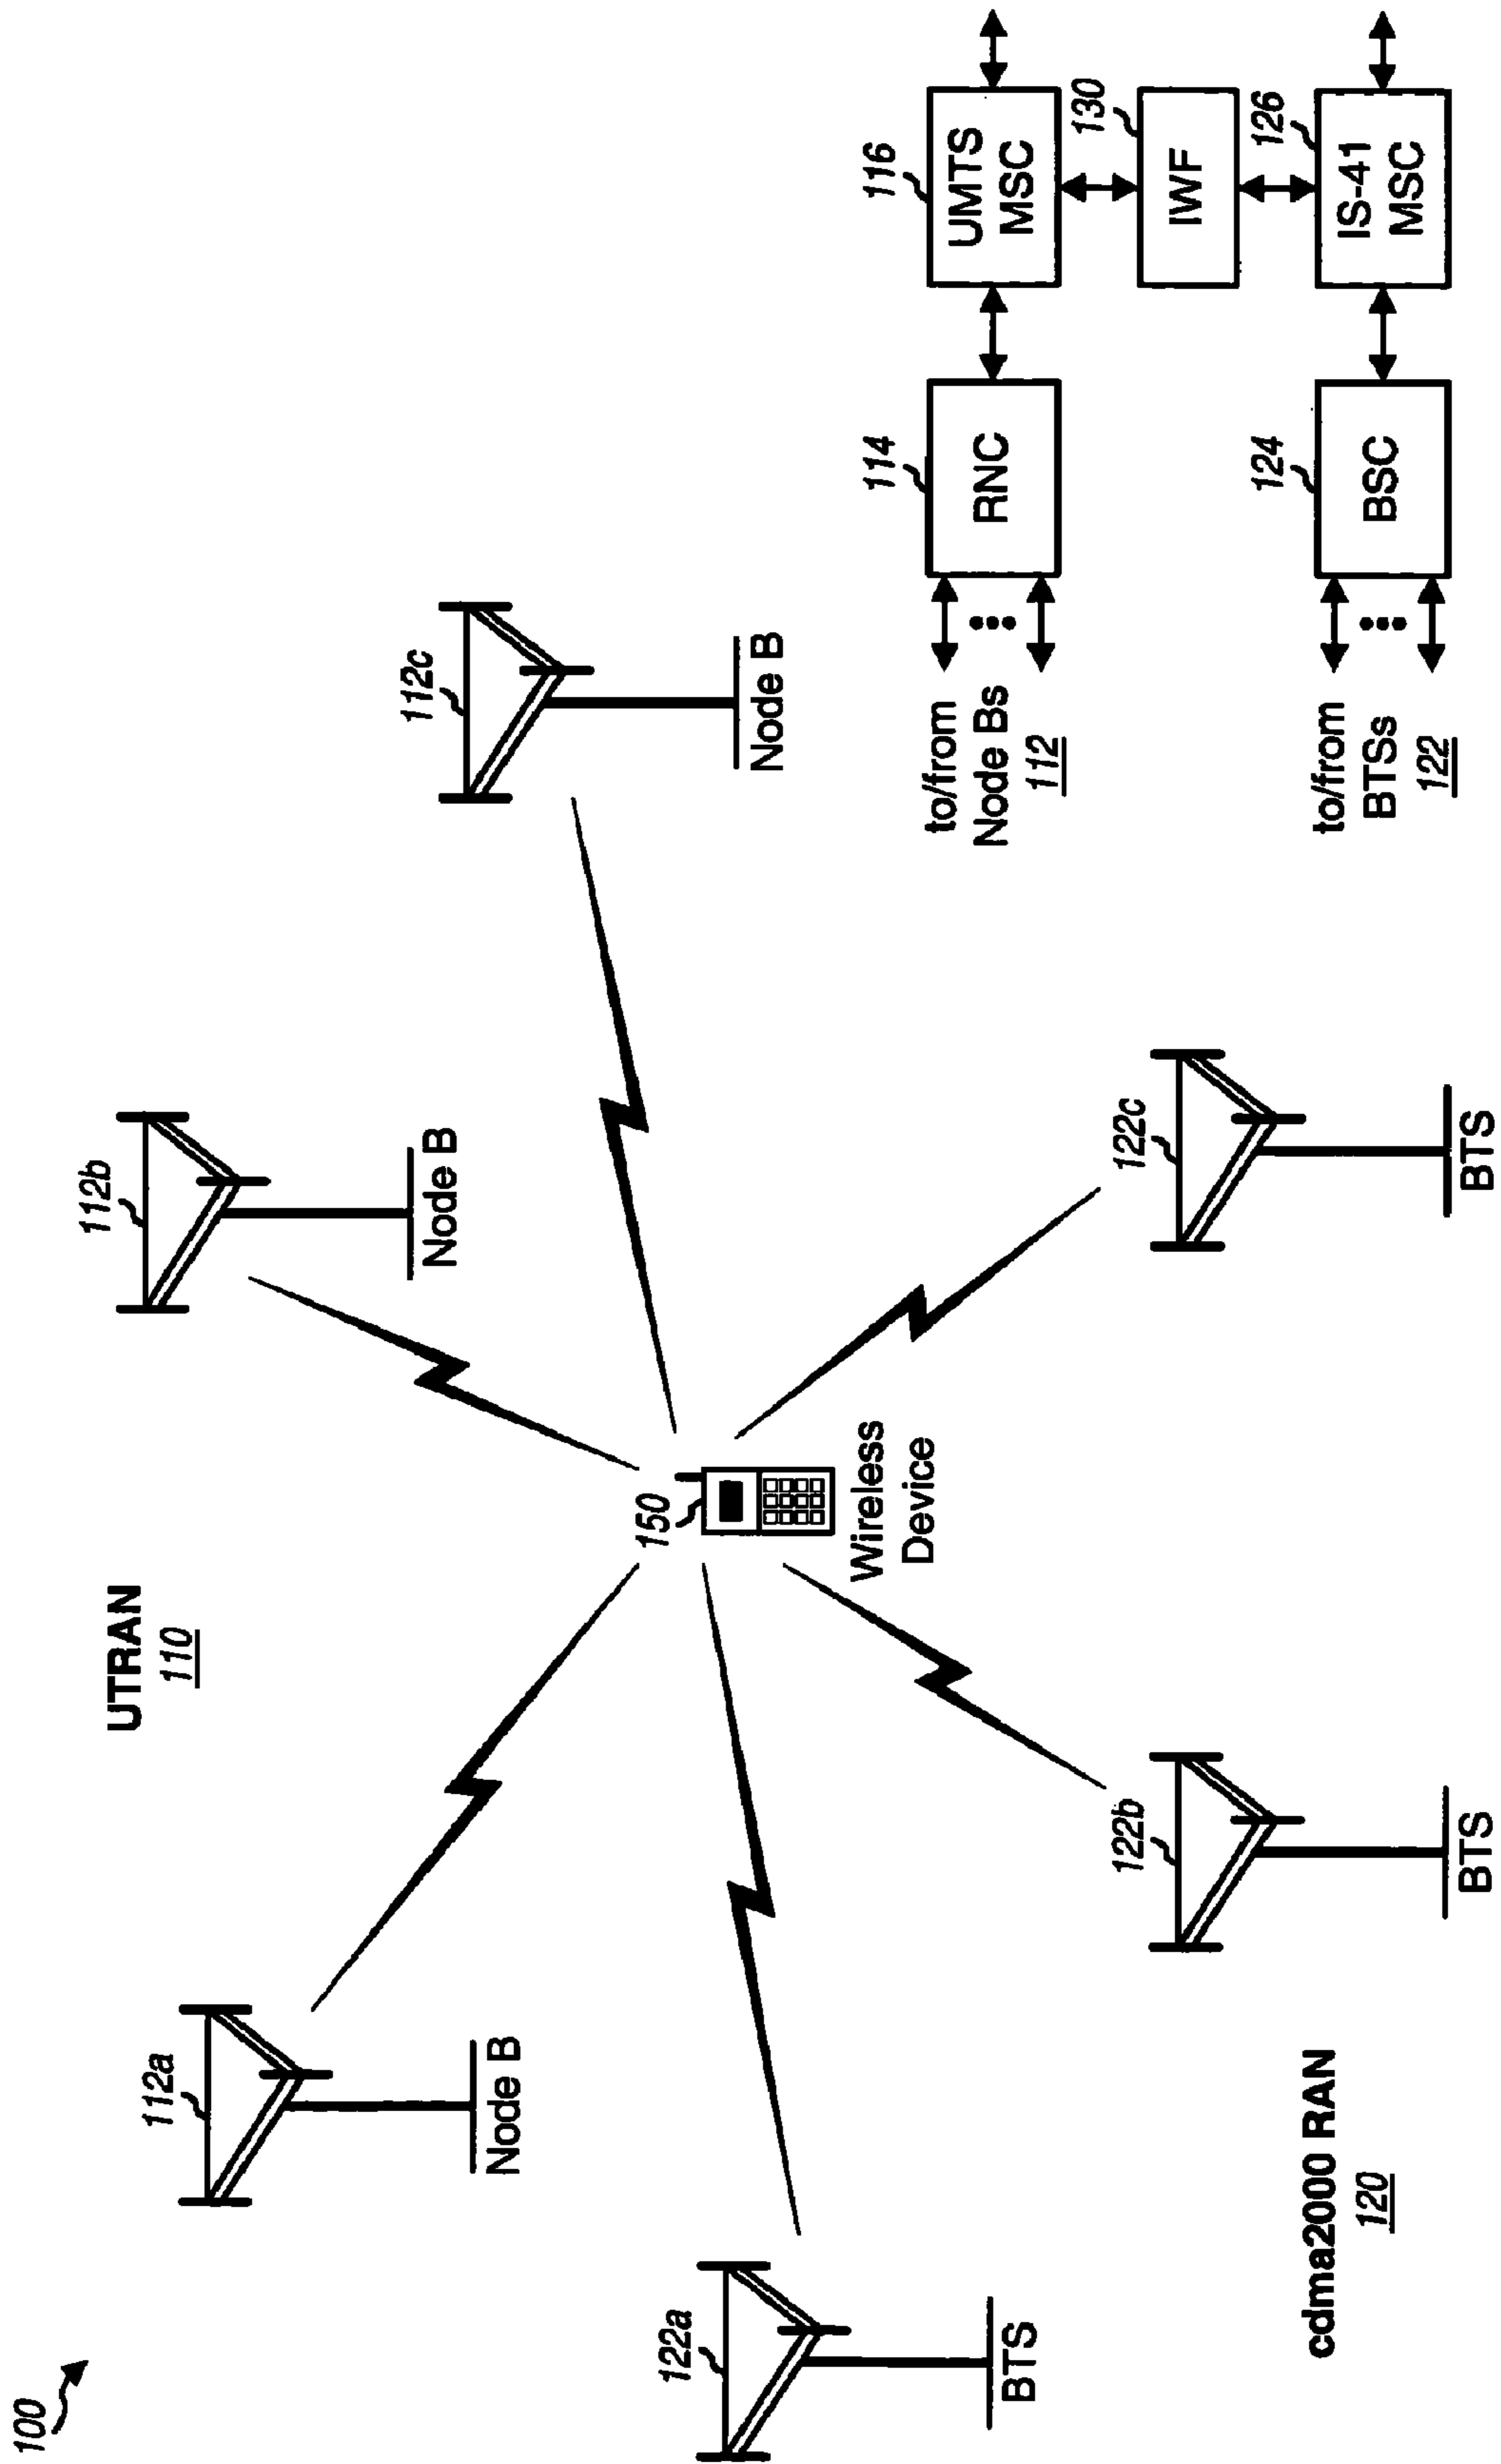 100
UTRAN
110
112a
Node B
112b
Node B
112c
Node B
122a
BTS
150
Wireless
Device
122b
BTS
122c
BTS
cdma2000 RAN
120
to/from
Node Bs
112
114
RNC
116
UMTS
MSC
130
IWF
to/from
BTSs
122
124
BSC
126
IS-41
MSC